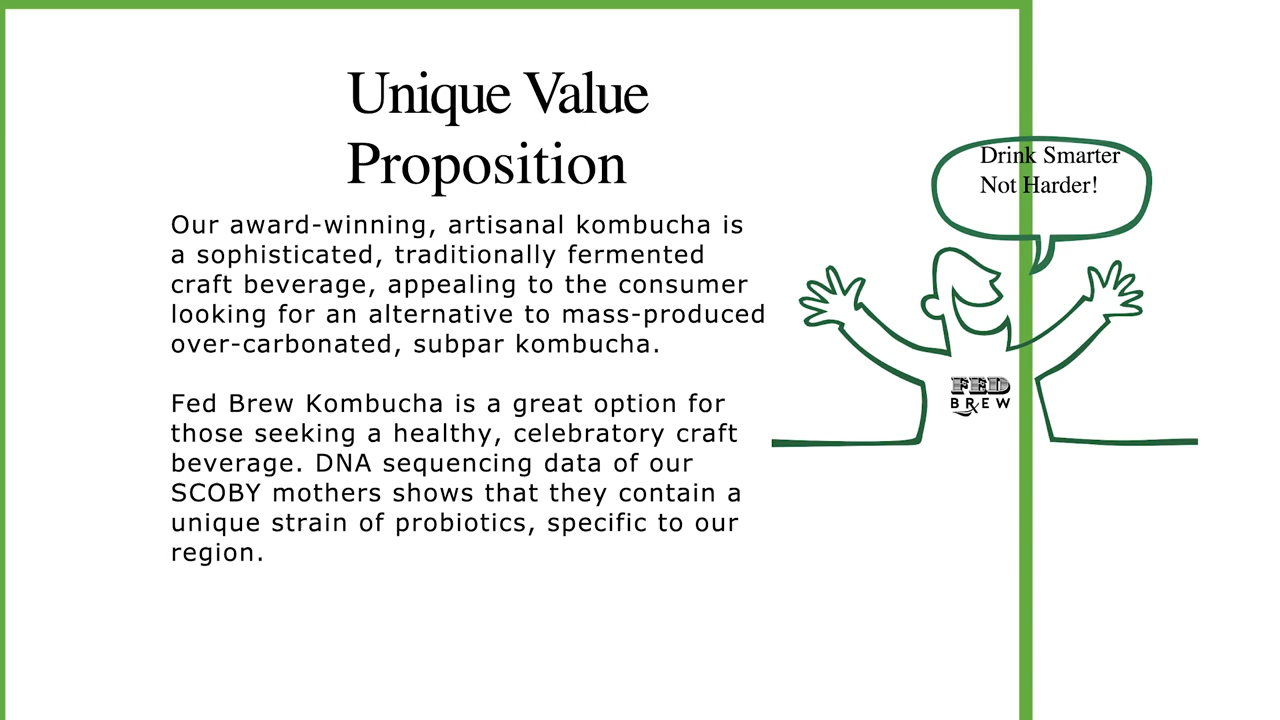 Unique Value
Proposition
Our award-winning, artisanal kombucha is
a sophisticated, traditionally fermented
craft beverage, appealing to the consumer
looking for an alternative to mass-produced
over-carbonated, subpar kombucha.
Fed Brew Kombucha is a great option for
those seeking a healthy, celebratory craft
beverage. DNA sequencing data of our
SCOBY mothers shows that they contain a
unique strain of probiotics, specific to our
region.
Drink Smarter
Not Harder!
FED
BREW